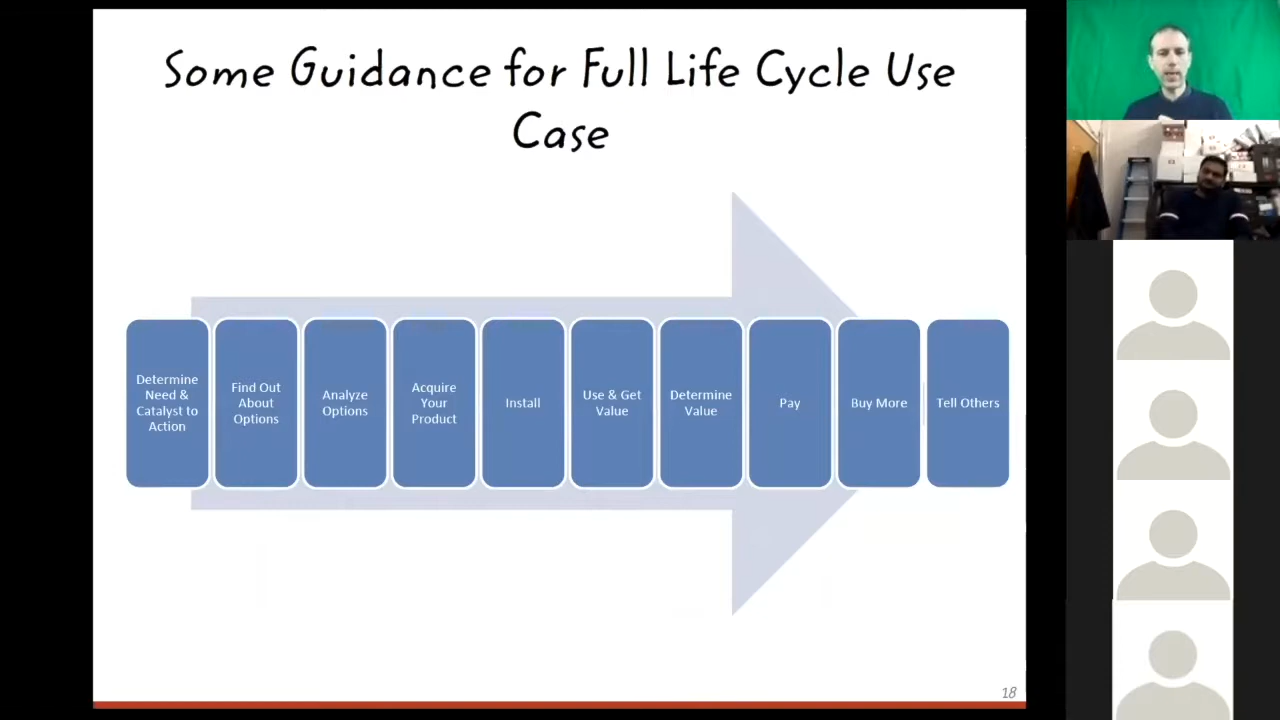 Some Guidance for Full Life Cycle Use
Case
Determine
Need &
Catalyst to
Action
Find Out
About
Options
Analyze
Options
Acquire
Your
Product
Install
Use & Get
Value
Determine
Value
Pay
Buy More
Tell Others
18